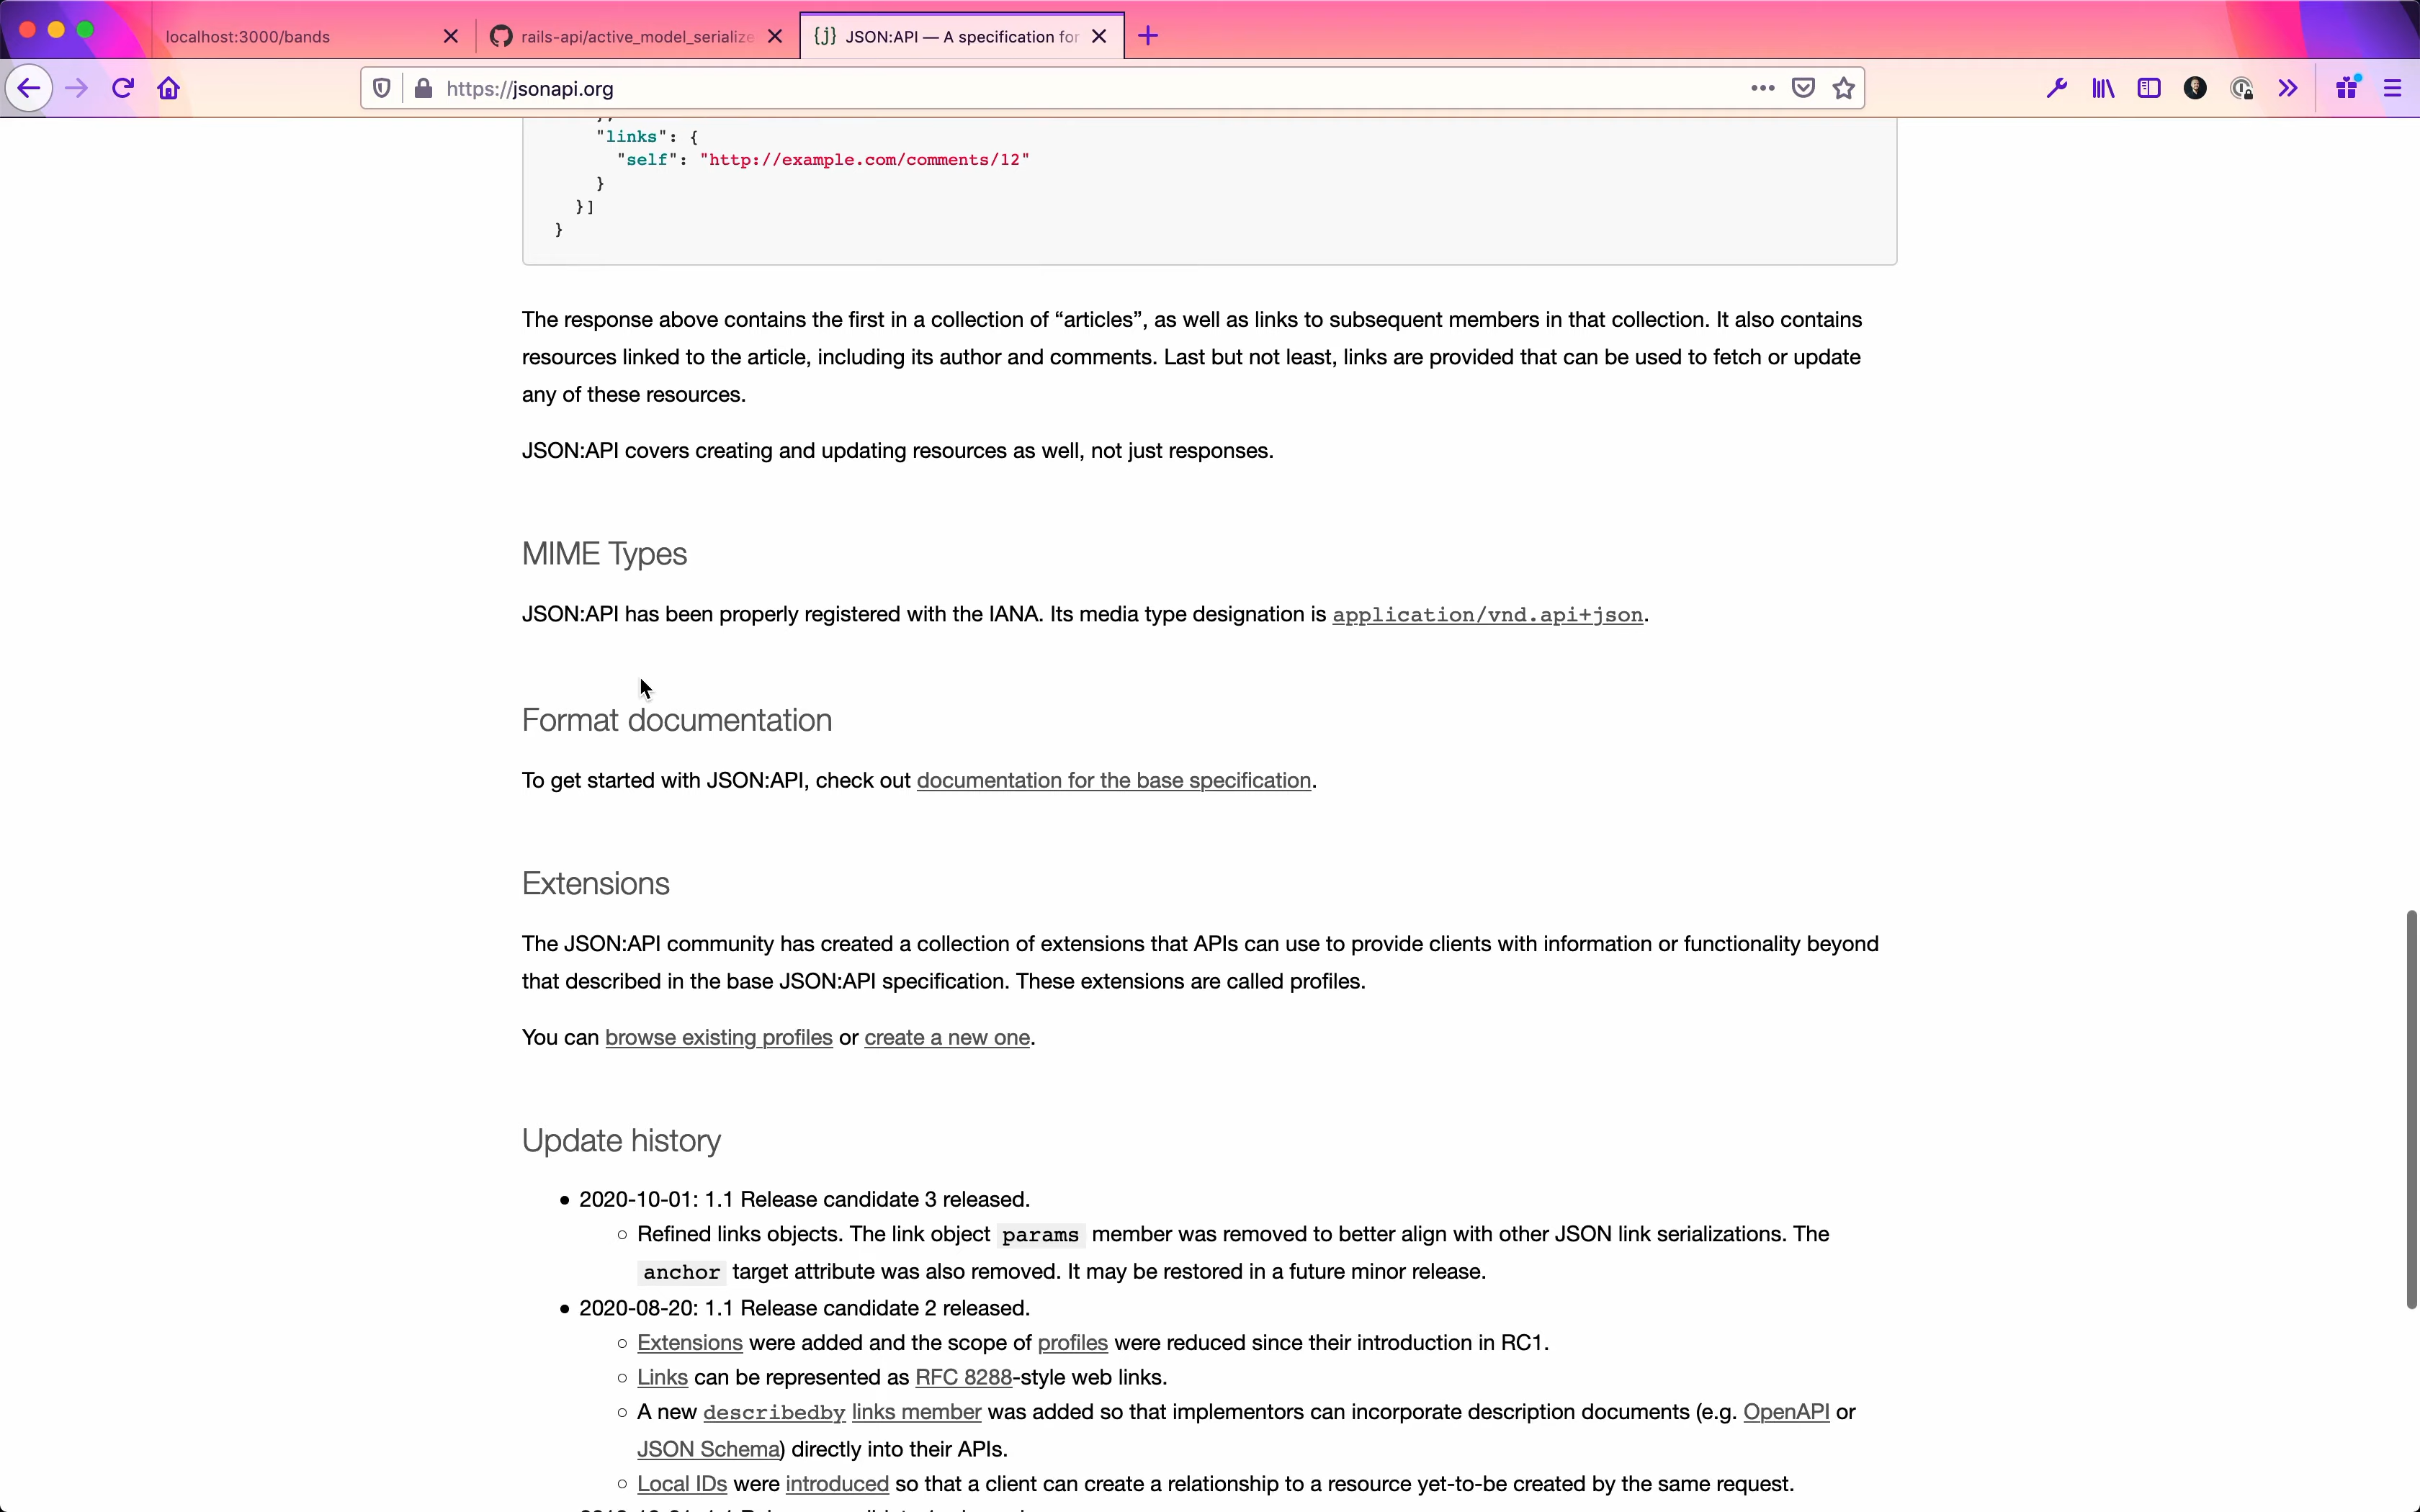 localhost:3000/bands
rails-api/active_model_serialize
{j} JSON:API — A specification for
https://jsonapi.org
"links": {
"self": "http://example.com/comments/12"
}
}]
}
The response above contains the first in a collection of “articles”, as well as links to subsequent members in that collection. It also contains
resources linked to the article, including its author and comments. Last but not least, links are provided that can be used to fetch or update
any of these resources.
JSON:API covers creating and updating resources as well, not just responses.
MIME Types
JSON:API has been properly registered with the IANA. Its media type designation is application/vnd.api+json.
Format documentation
To get started with JSON:API, check out documentation for the base specification.
Extensions
The JSON:API community has created a collection of extensions that APIs can use to provide clients with information or functionality beyond
that described in the base JSON:API specification. These extensions are called profiles.
You can browse existing profiles or create a new one.
Update history
• 2020-10-01: 1.1 Release candidate 3 released.
◦ Refined links objects. The link object params member was removed to better align with other JSON link serializations. The
anchor target attribute was also removed. It may be restored in a future minor release.
• 2020-08-20: 1.1 Release candidate 2 released.
◦ Extensions were added and the scope of profiles were reduced since their introduction in RC1.
◦ Links can be represented as RFC 8288-style web links.
◦ A new describedby links member was added so that implementors can incorporate description documents (e.g. OpenAPI or
JSON Schema) directly into their APIs.
◦ Local IDs were introduced so that a client can create a relationship to a resource yet-to-be created by the same request.